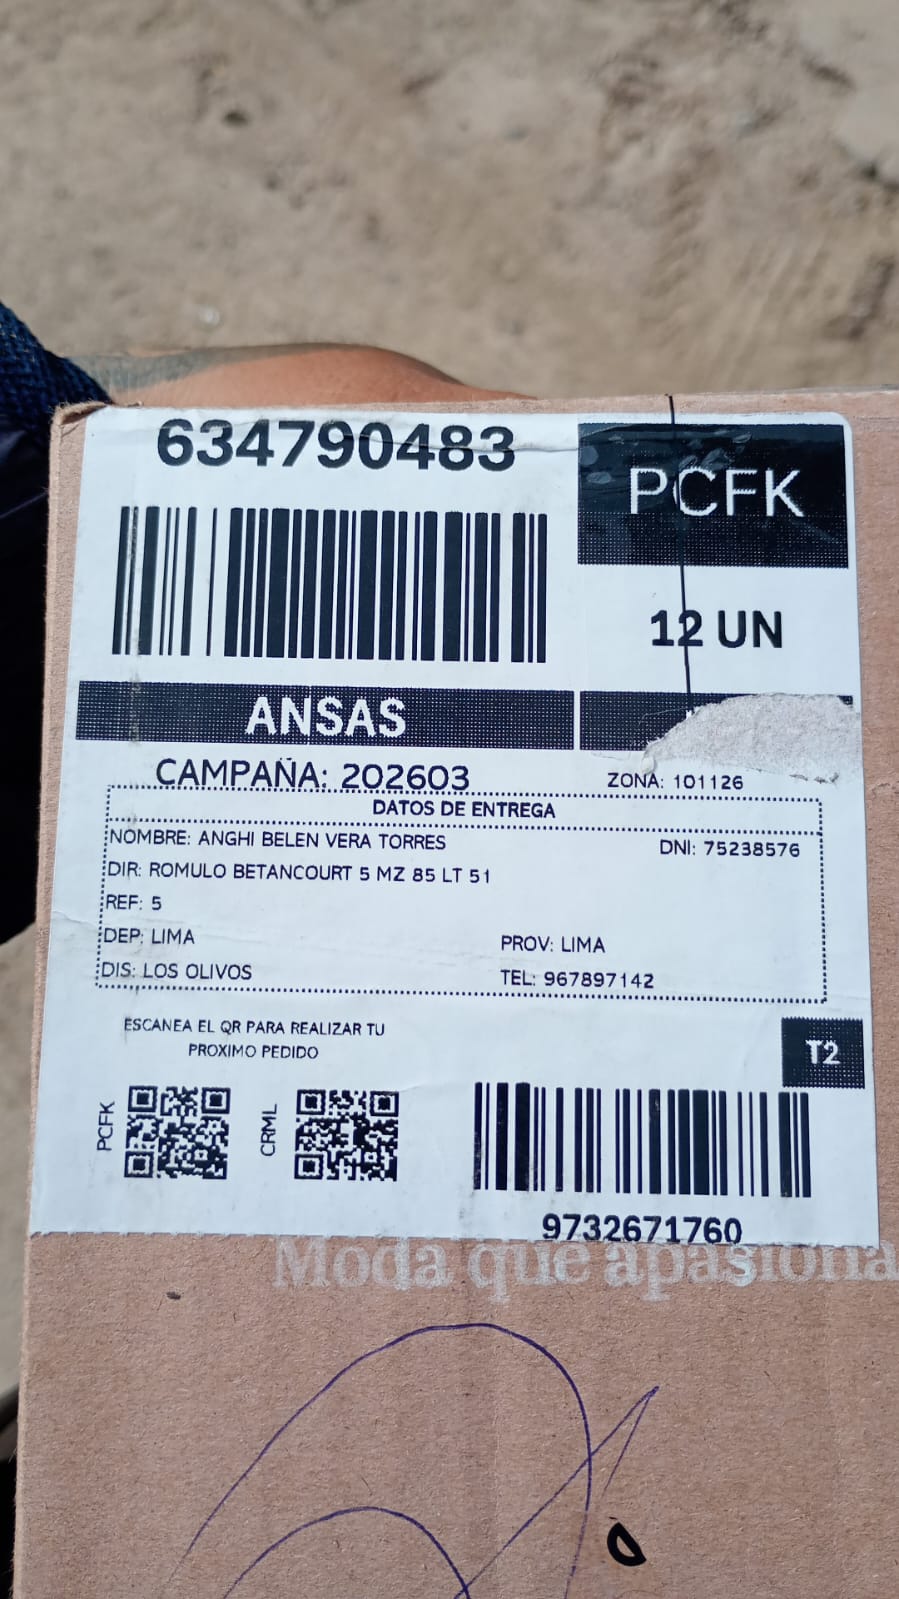 634790483
PCFK
12 UN
ANSAS
CAMPAÑA: 202603
ZONA: 101126
DATOS DE ENTREGA
NOMBRE: ANGHI BELEN VERA TORRES
DNI: 75238576
DIR: ROMULO BETANCOURT 5 MZ 85 LT 51
REF: 5
DEP: LIMA
PROV: LIMA
DIS: LOS OLIVOS
TEL: 967897142
ESCANEA EL QR PARA REALIZAR TU
PROXIMO PEDIDO
T2
PCFK
CRML
9732671760
Moda que apasiona